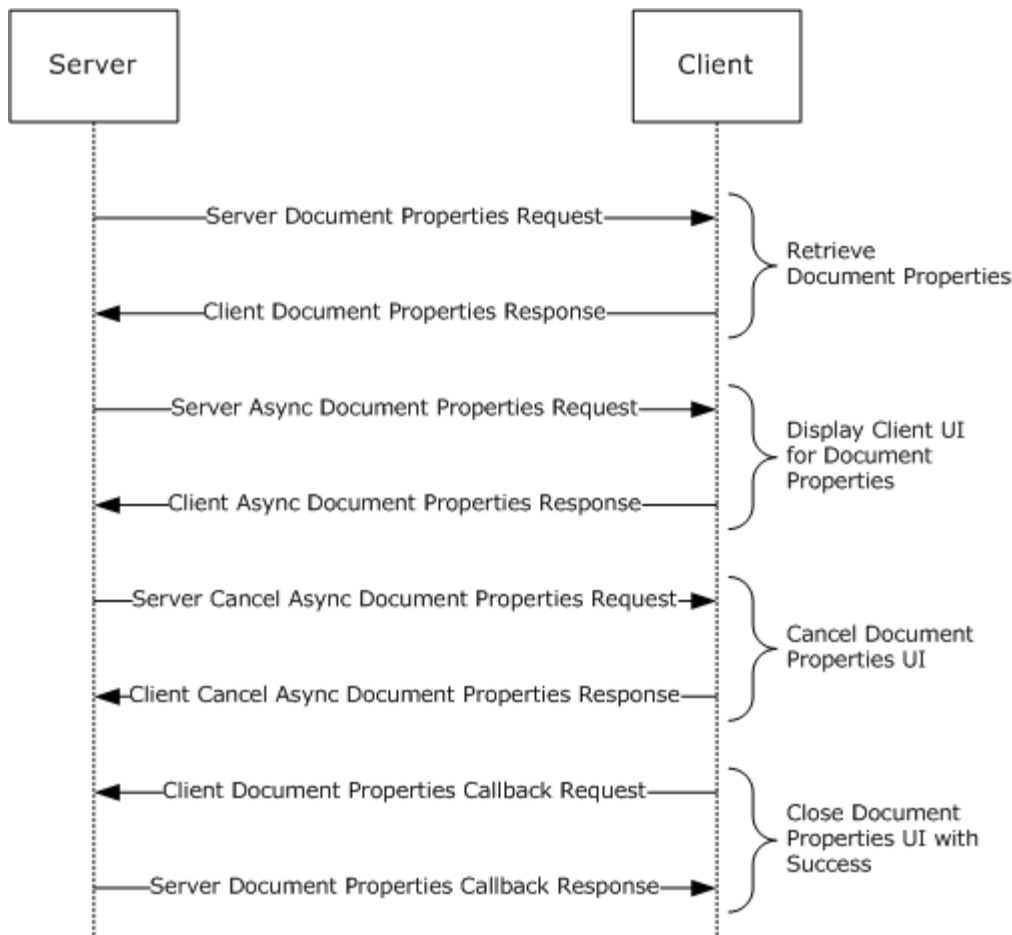 Server
Client
Server Document Properties Request
Retrieve
Document Properties
Client Document Properties Response
Server Async Document Properties Request
Display Client UI
for Document
Properties
Client Async Document Properties Response
Server Cancel Async Document Properties Request
Cancel Document
Properties UI
Client Cancel Async Document Properties Response
Client Document Properties Callback Request
Close Document
Properties UI with
Success
Server Document Properties Callback Response